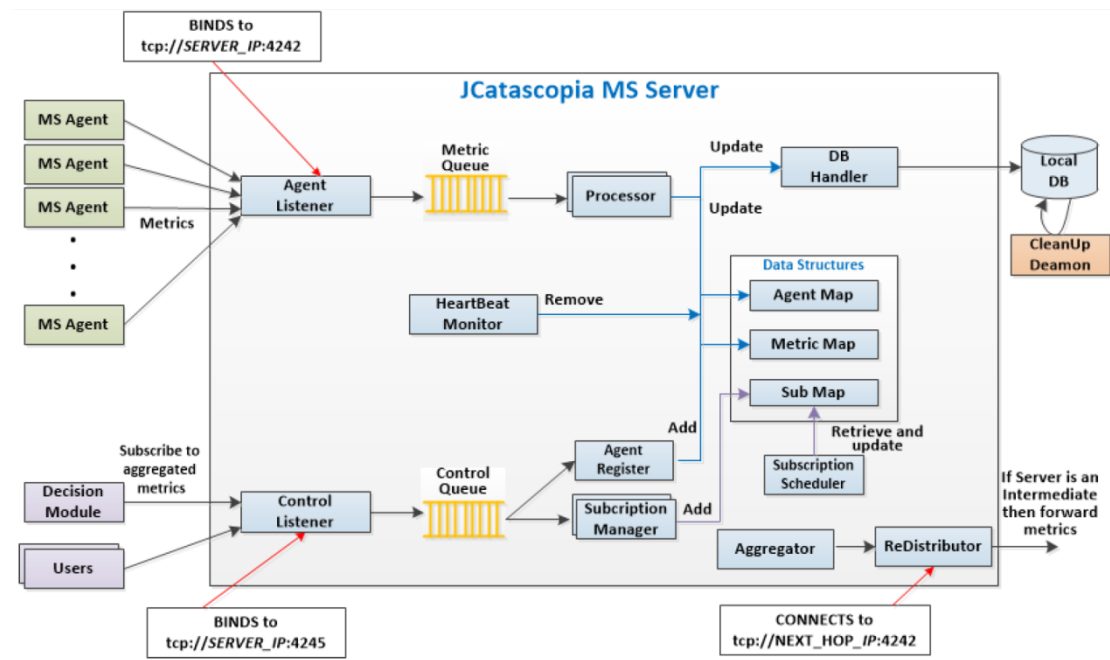 BINDS to
tcp://SERVER_IP:4242
JCatascopia MS Server
MS Agent
MS Agent
MS Agent
MS Agent
Metrics
Agent
Listener
Metric
Queue
Processor
Update
Update
DB
Handler
Local
DB
CleanUp
Deamon
Data Structures
Agent Map
Metric Map
Sub Map
HeartBeat
Monitor
Remove
Add
Retrieve and
update
Subscription
Scheduler
Agent
Register
Subcription
Manager
Add
Control
Queue
Control
Listener
Subscribe to
aggregated
metrics
Decision
Module
Users
Aggregator
ReDistributor
If Server is an
Intermediate
then forward
metrics
BINDS to
tcp://SERVER_IP:4245
CONNECTS to
tcp://NEXT_HOP_IP:4242